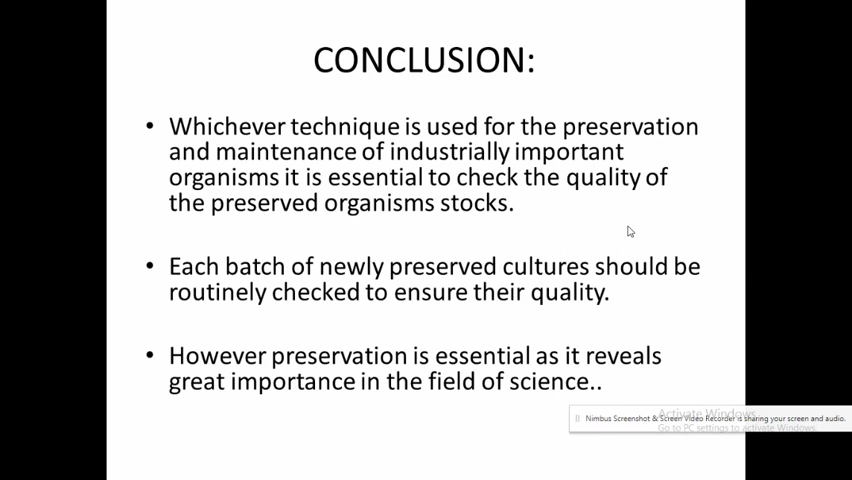 CONCLUSION:
• Whichever technique is used for the preservation
and maintenance of industrially important
organisms it is essential to check the quality of
the preserved organisms stocks.
• Each batch of newly preserved cultures should be
routinely checked to ensure their quality.
• However preservation is essential as it reveals
great importance in the field of science..
Activate Windows
Nimbus Screenshot & Screen Video Recorder is sharing your screen and audio.
Go to PC settings to activate Windows.